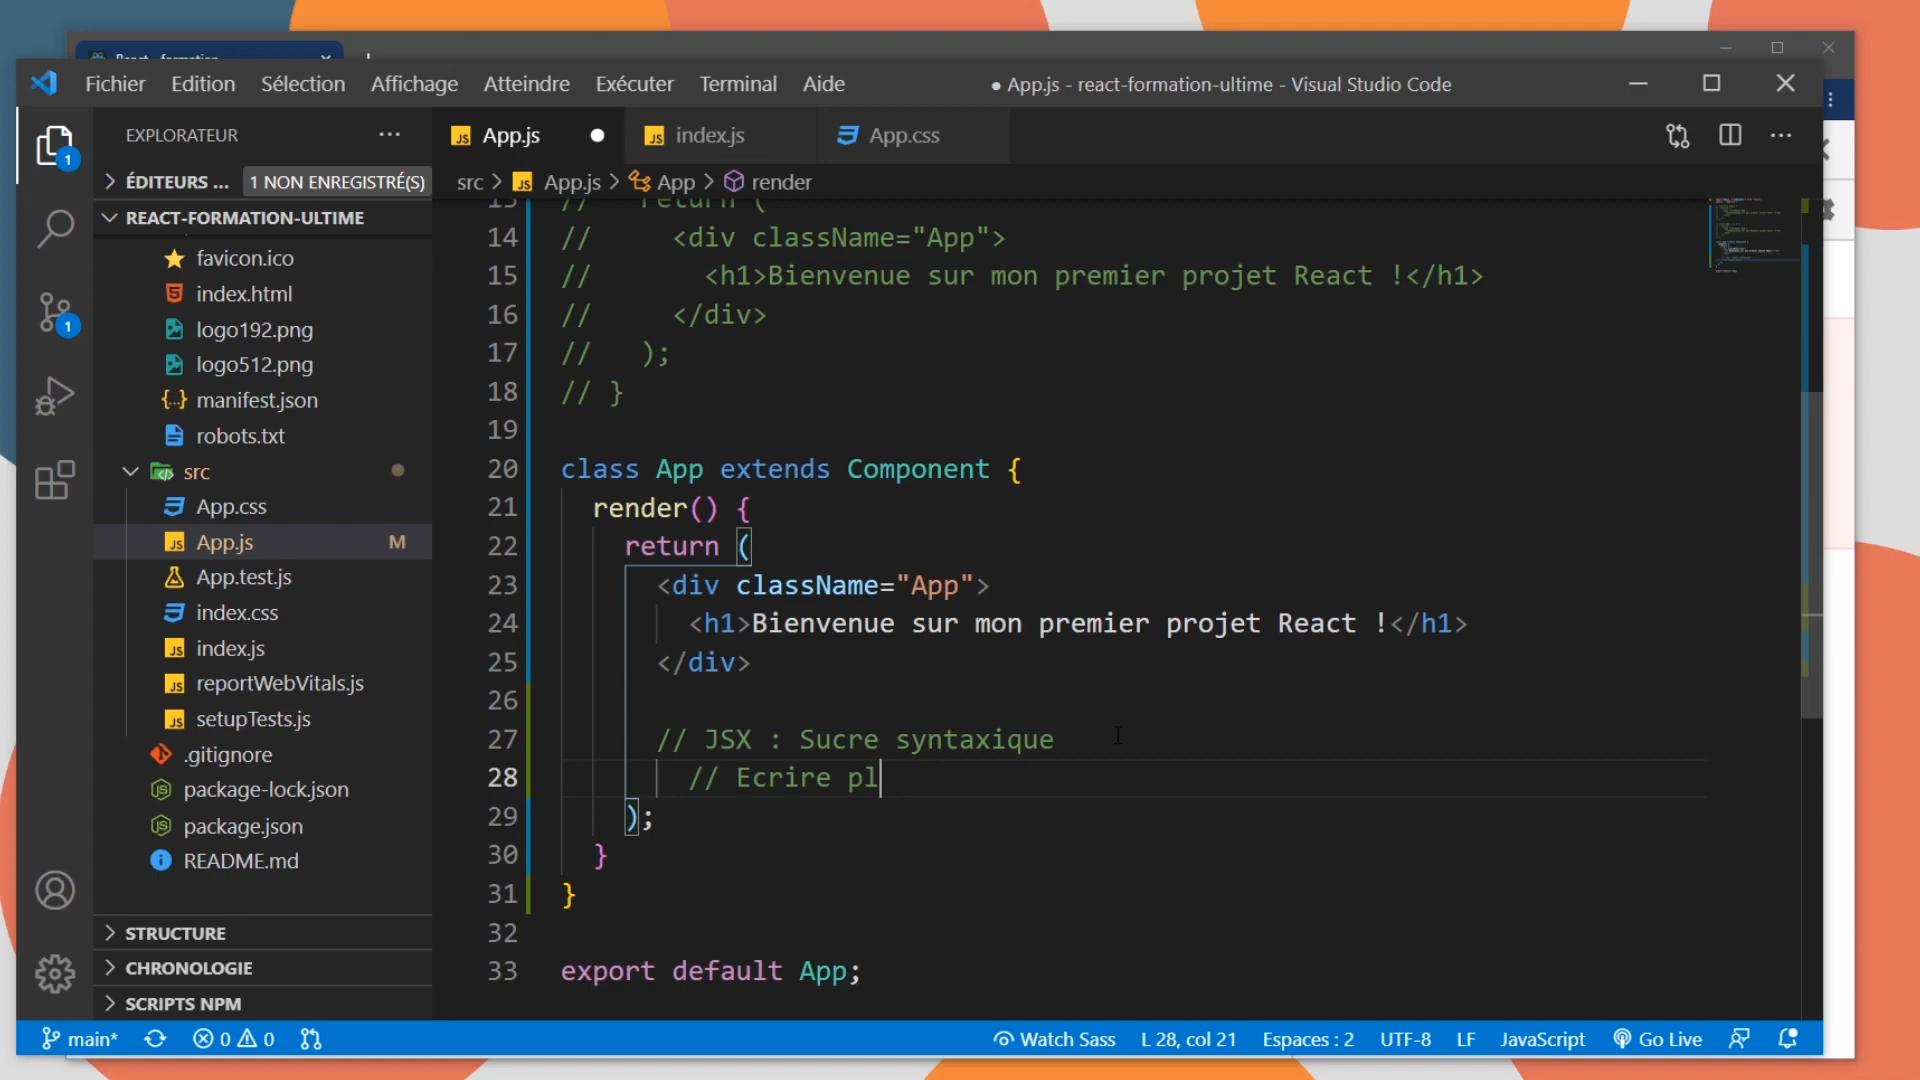 React - formation
Fichier Edition Sélection Affichage Atteindre Exécuter Terminal Aide
● App.js - react-formation-ultime - Visual Studio Code
EXPLORATEUR
App.js
index.js
App.css
ÉDITEURS ... 1 NON ENREGISTRÉ(S)
src > App.js > App > render
REACT-FORMATION-ULTIME
favicon.ico
index.html
logo192.png
logo512.png
manifest.json
robots.txt
src
App.css
App.js M
App.test.js
index.css
index.js
reportWebVitals.js
setupTests.js
.gitignore
package-lock.json
package.json
README.md
STRUCTURE
CHRONOLOGIE
SCRIPTS NPM
13 // return (
14 // <div className="App">
15 // <h1>Bienvenue sur mon premier projet React !</h1>
16 // </div>
17 // );
18 // }
19
20 class App extends Component {
21 render() {
22 return (
23 <div className="App">
24 <h1>Bienvenue sur mon premier projet React !</h1>
25 </div>
26
27 // JSX : Sucre syntaxique
28 // Ecrire pl
29 );
30 }
31 }
32
33 export default App;
main* 0 0 Watch Sass L 28, col 21 Espaces : 2 UTF-8 LF JavaScript Go Live